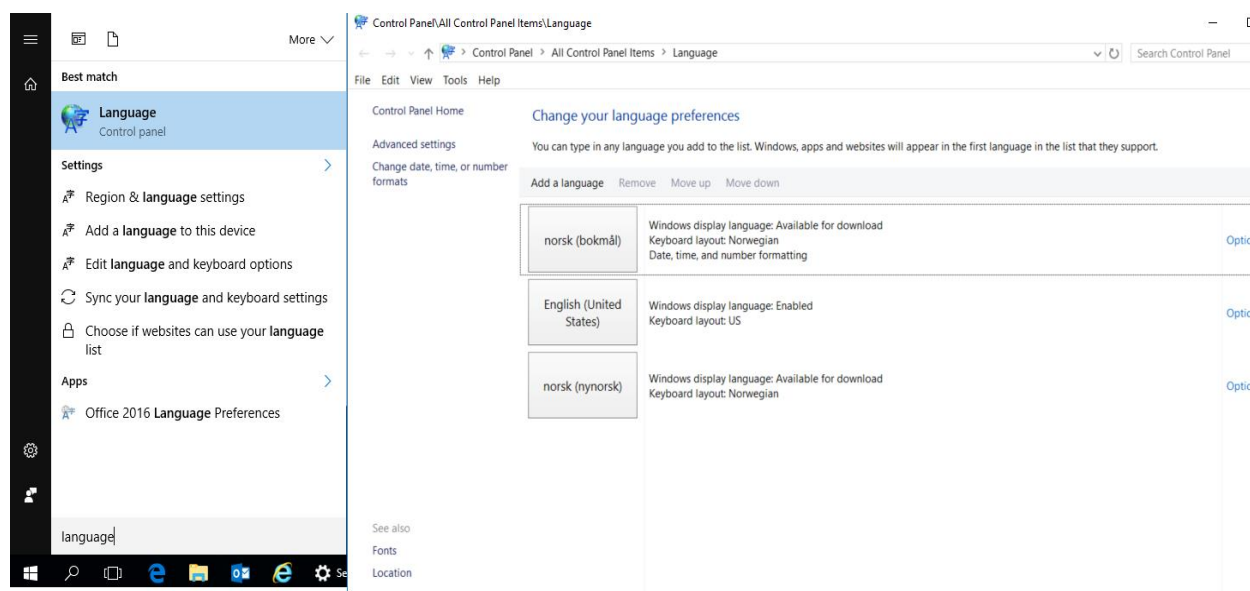 More
Best match
Language
Control panel
Settings
Region & language settings
Add a language to this device
Edit language and keyboard options
Sync your language and keyboard settings
Choose if websites can use your language
list
Apps
Office 2016 Language Preferences
language
Control Panel\All Control Panel Items\Language
Control Panel > All Control Panel Items > Language
Search Control Panel
File Edit View Tools Help
Control Panel Home
Advanced settings
Change date, time, or number
formats
Change your language preferences
You can type in any language you add to the list. Windows, apps and websites will appear in the first language in the list that they support.
Add a language Remove Move up Move down
norsk (bokmål)
Windows display language: Available for download
Keyboard layout: Norwegian
Date, time, and number formatting
English (United
States)
Windows display language: Enabled
Keyboard layout: US
norsk (nynorsk)
Windows display language: Available for download
Keyboard layout: Norwegian
See also
Fonts
Location